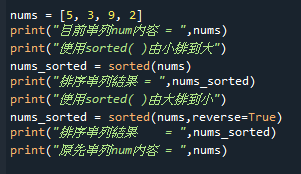 nums = [5, 3, 9, 2]
print("目前串列num內容 = ",nums)
print("使用sorted( )由小排到大")
nums_sorted = sorted(nums)
print("排序串列結果 = ",nums_sorted)
print("使用sorted( )由大排到小")
nums_sorted = sorted(nums,reverse=True)
print("排序串列結果    = ",nums_sorted)
print("原先串列num內容 = ",nums)